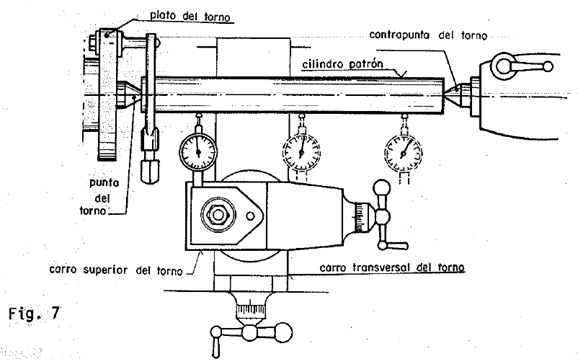 plato del torno
contrapunta del torno
cilindro patrón
punta
del
torno
carro superior del torno
carro transversal del torno
Fig. 7